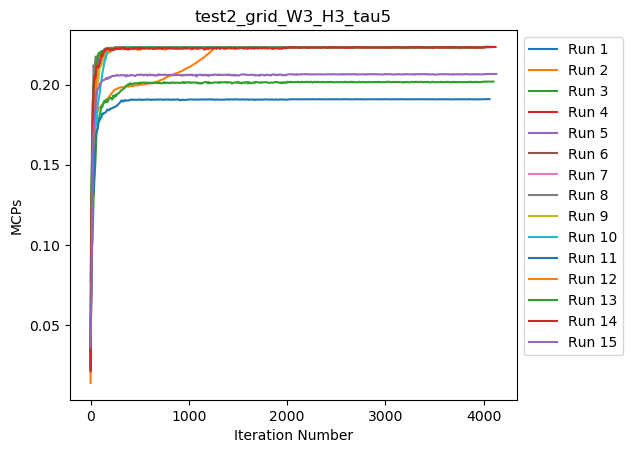 test2_grid_W3_H3_tau5
MCPs
0.20
0.15
0.10
0.05
0
1000
2000
3000
4000
Iteration Number
Run 1
Run 2
Run 3
Run 4
Run 5
Run 6
Run 7
Run 8
Run 9
Run 10
Run 11
Run 12
Run 13
Run 14
Run 15